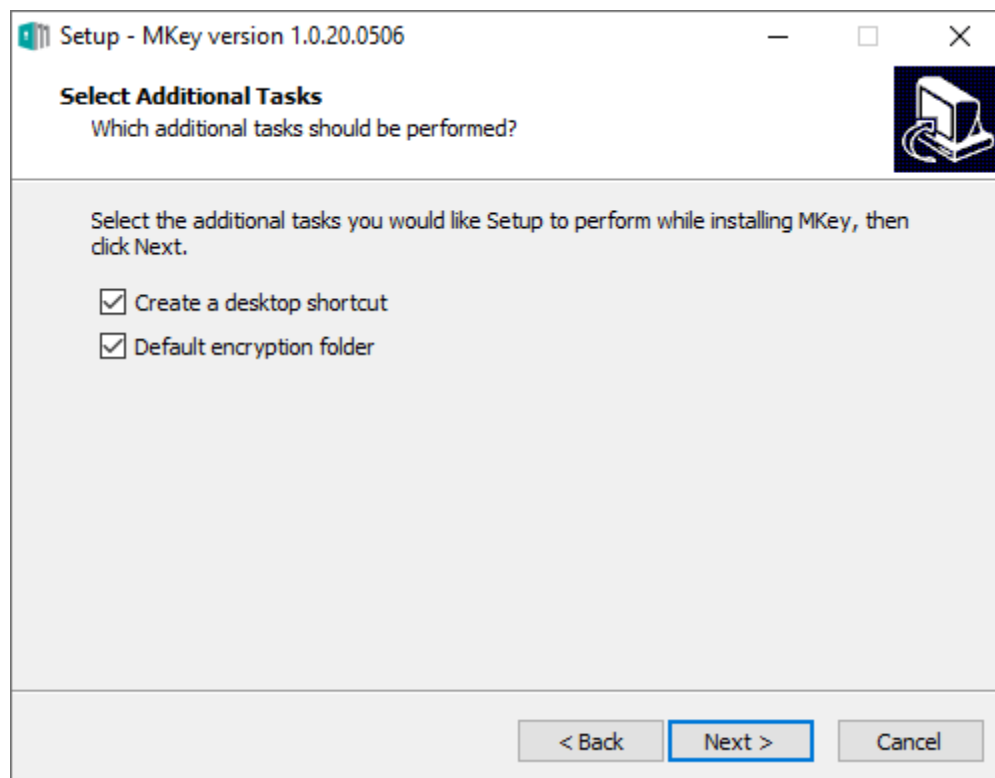 Setup - MKey version 1.0.20.0506
Select Additional Tasks
Which additional tasks should be performed?
Select the additional tasks you would like Setup to perform while installing MKey, then
click Next.
Create a desktop shortcut
Default encryption folder
< Back Next > Cancel